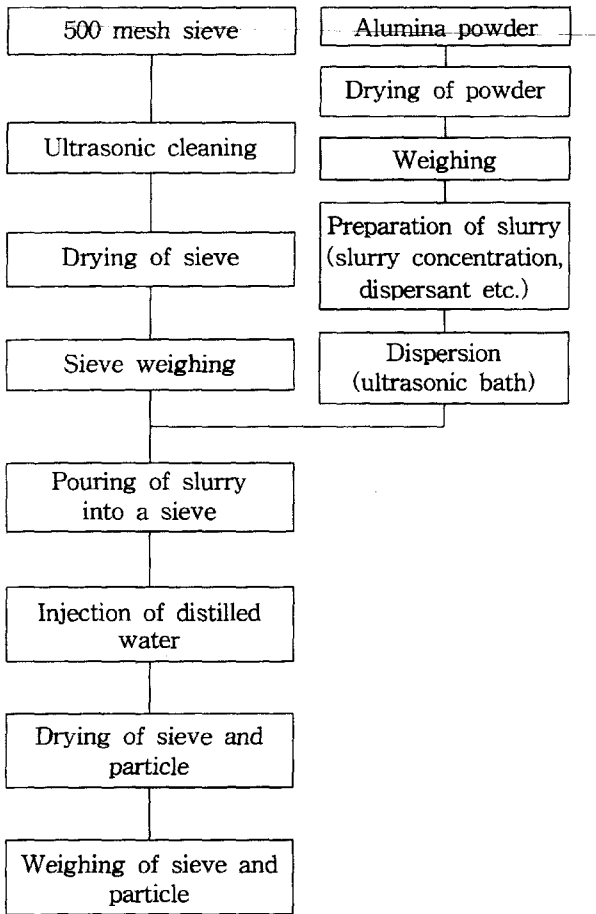 500 mesh sieve
Ultrasonic cleaning
Drying of sieve
Sieve weighing
Alumina powder
Drying of powder
Weighing
Preparation of slurry
(slurry concentration,
dispersant etc.)
Dispersion
(ultrasonic bath)
Pouring of slurry
into a sieve
Injection of distilled
water
Drying of sieve and
particle
Weighing of sieve and
particle